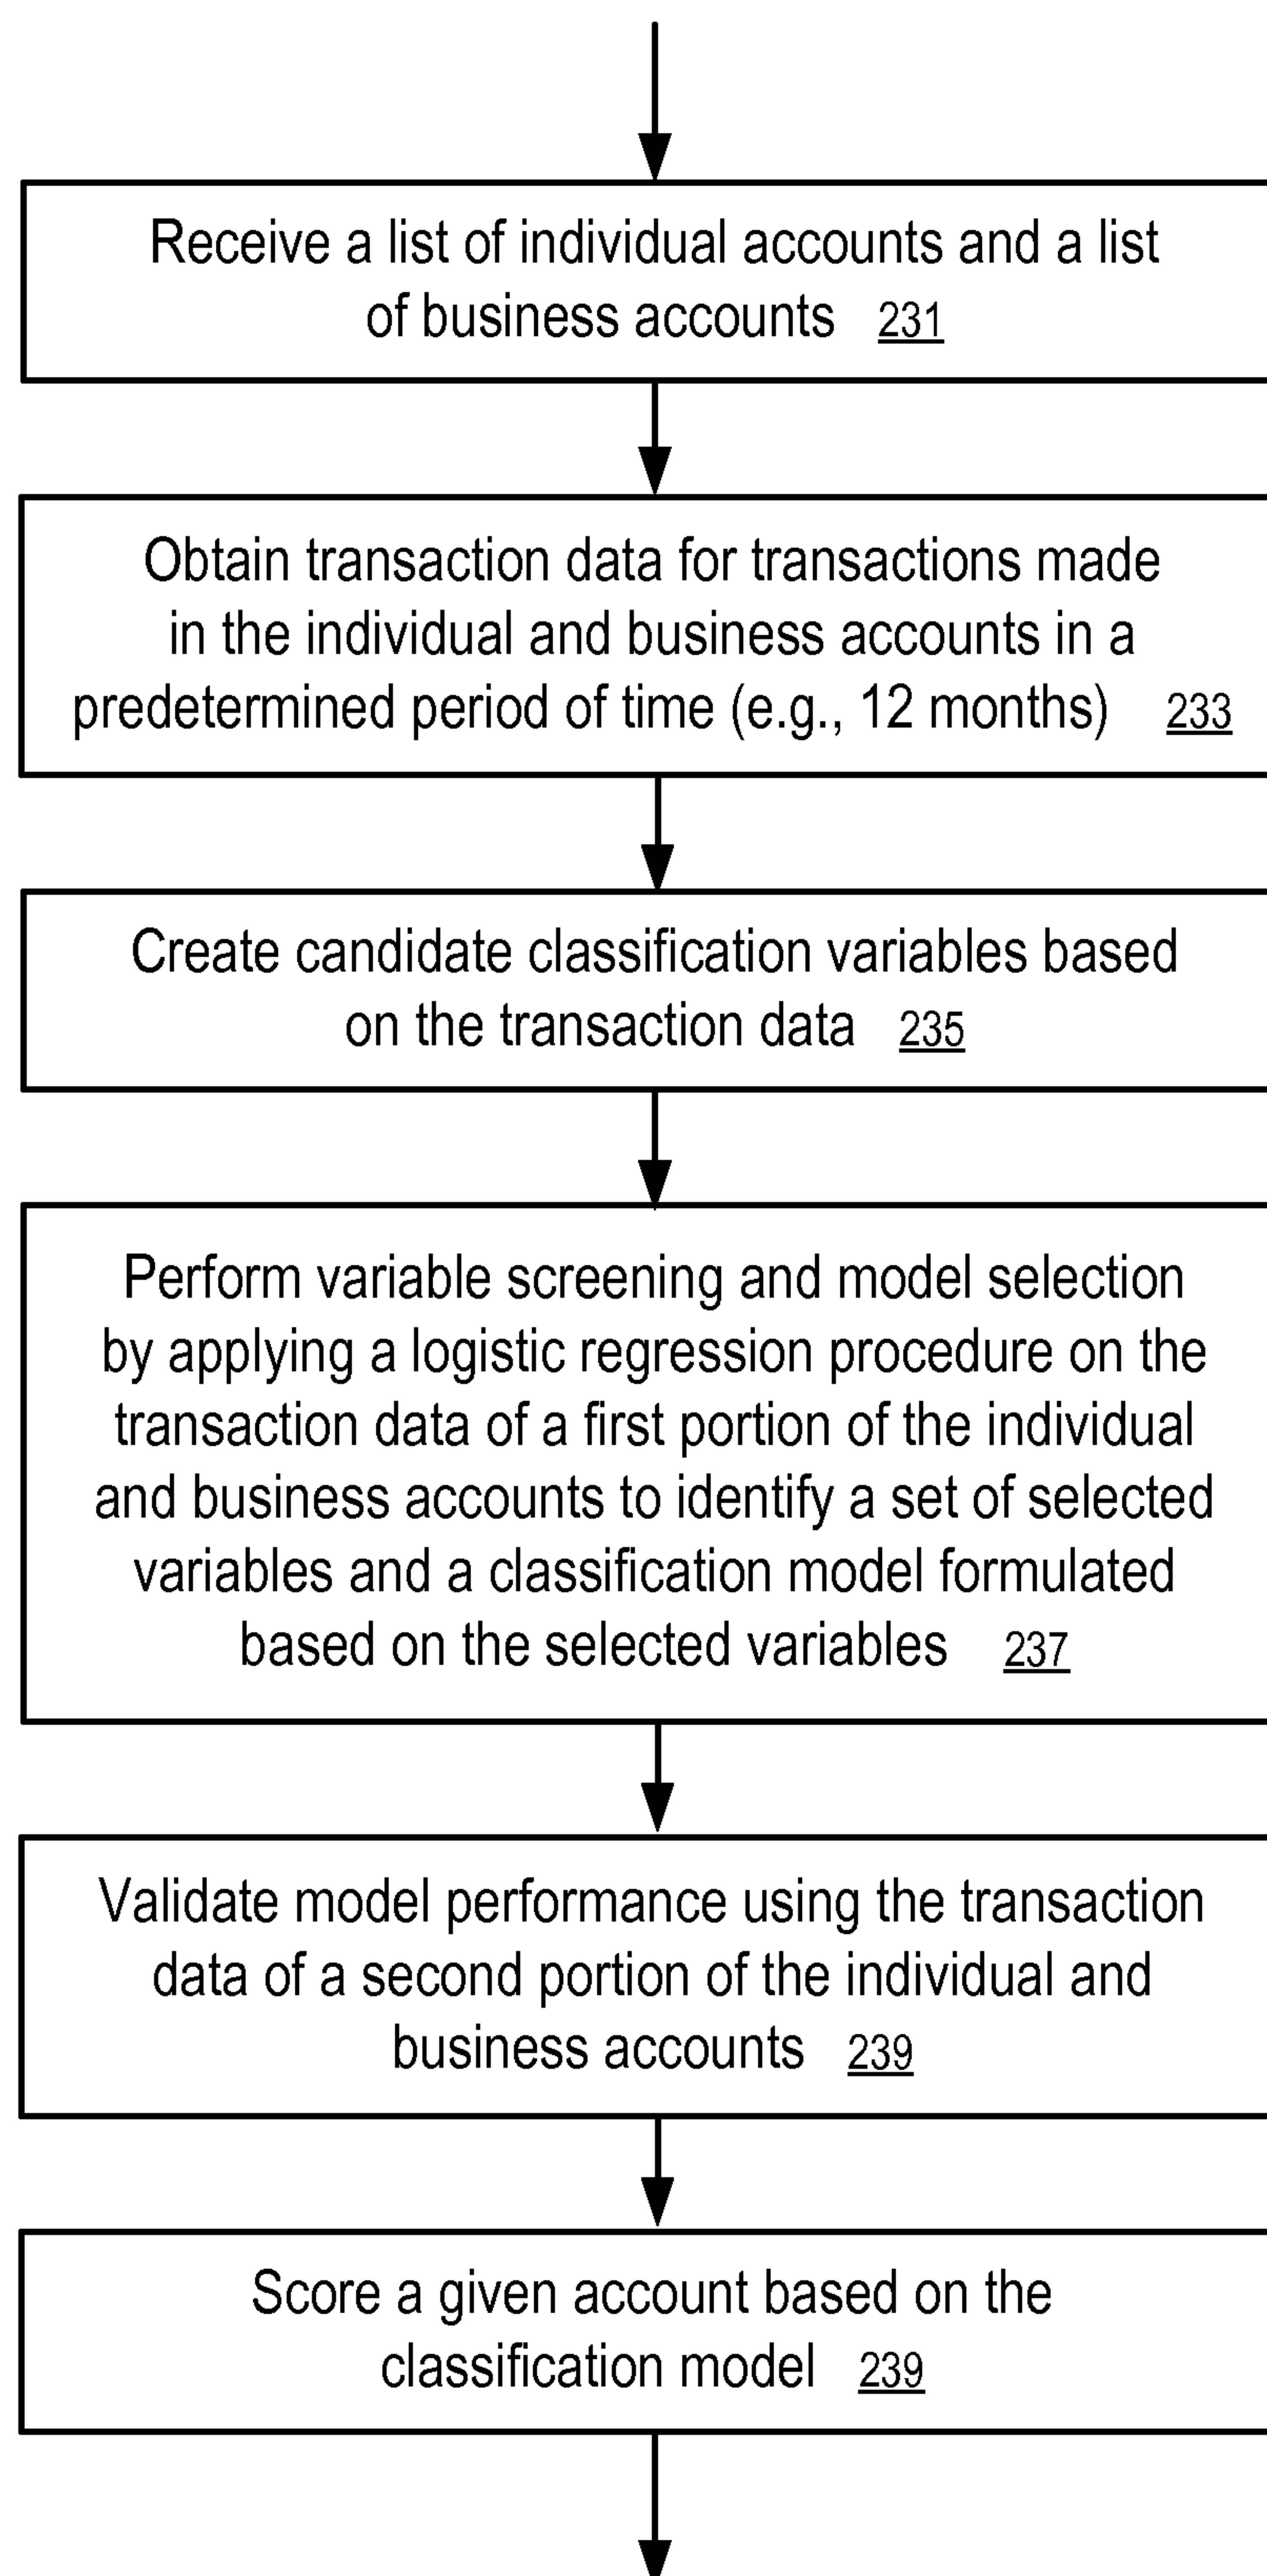 Receive a list of individual accounts and a list
of business accounts 231
Obtain transaction data for transactions made
in the individual and business accounts in a
predetermined period of time (e.g., 12 months) 233
Create candidate classification variables based
on the transaction data 235
Perform variable screening and model selection
by applying a logistic regression procedure on the
transaction data of a first portion of the individual
and business accounts to identify a set of selected
variables and a classification model formulated
based on the selected variables 237
Validate model performance using the transaction
data of a second portion of the individual and
business accounts 239
Score a given account based on the
classification model 239